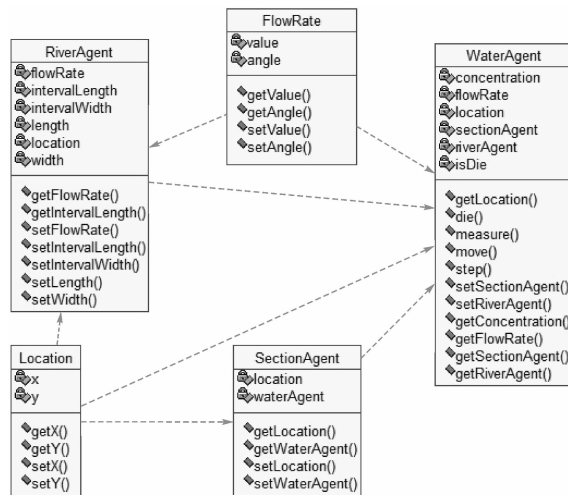 RiverAgent
flowRate
intervalLength
intervalWidth
length
location
width
getFlowRate()
getIntervalLength()
setFlowRate()
setIntervalLength()
setIntervalWidth()
setLength()
setWidth()
FlowRate
value
angle
getValue()
getAngle()
setValue()
setAngle()
WaterAgent
concentration
flowRate
location
sectionAgent
riverAgent
isDie
getLocation()
die()
measure()
move()
step()
setSectionAgent()
setRiverAgent()
getConcentration()
getFlowRate()
getSectionAgent()
getRiverAgent()
Location
x
y
getX()
getY()
setX()
setY()
SectionAgent
location
waterAgent
getLocation()
getWaterAgent()
setLocation()
setWaterAgent()